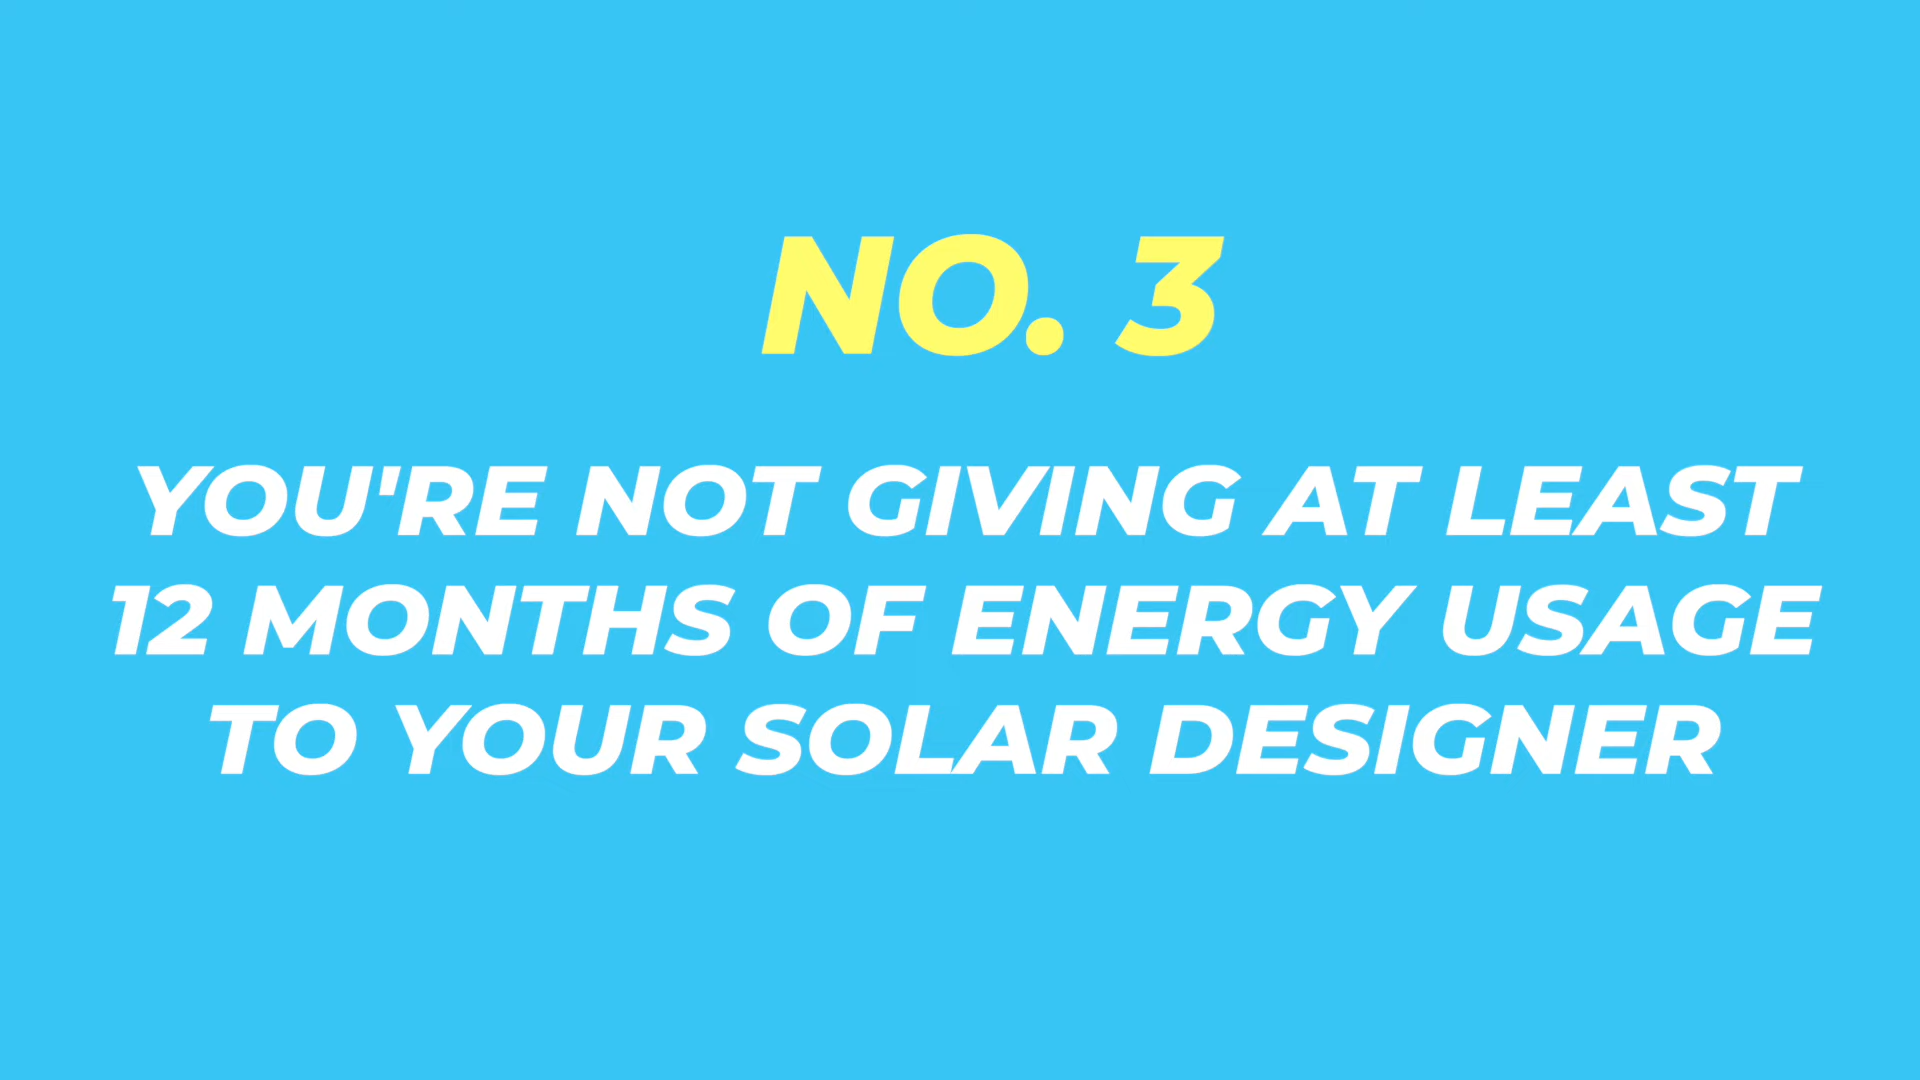 NO. 3
YOU'RE NOT GIVING AT LEAST
12 MONTHS OF ENERGY USAGE
TO YOUR SOLAR DESIGNER